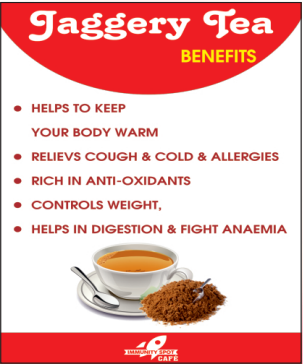 Jaggery Tea
BENEFITS
HELPS TO KEEP
YOUR BODY WARM
RELIEVS COUGH & COLD & ALLERGIES
RICH IN ANTI-OXIDANTS
CONTROLS WEIGHT,
HELPS IN DIGESTION & FIGHT ANAEMIA
IMMUNITY SPOT
CAFE